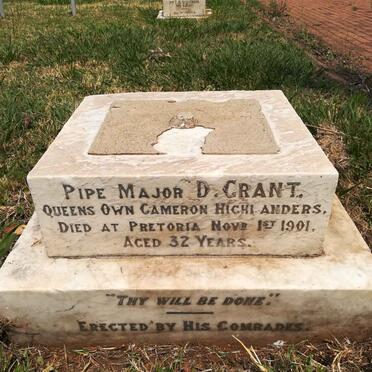 PIPE MAJOR D. GRANT.
QUEENS OWN CAMERON HIGHLANDERS,
DIED AT PRETORIA NOVR 1ST 1901.
AGED 32 YEARS.
"THY WILL BE DONE."
ERECTED BY HIS COMRADES.